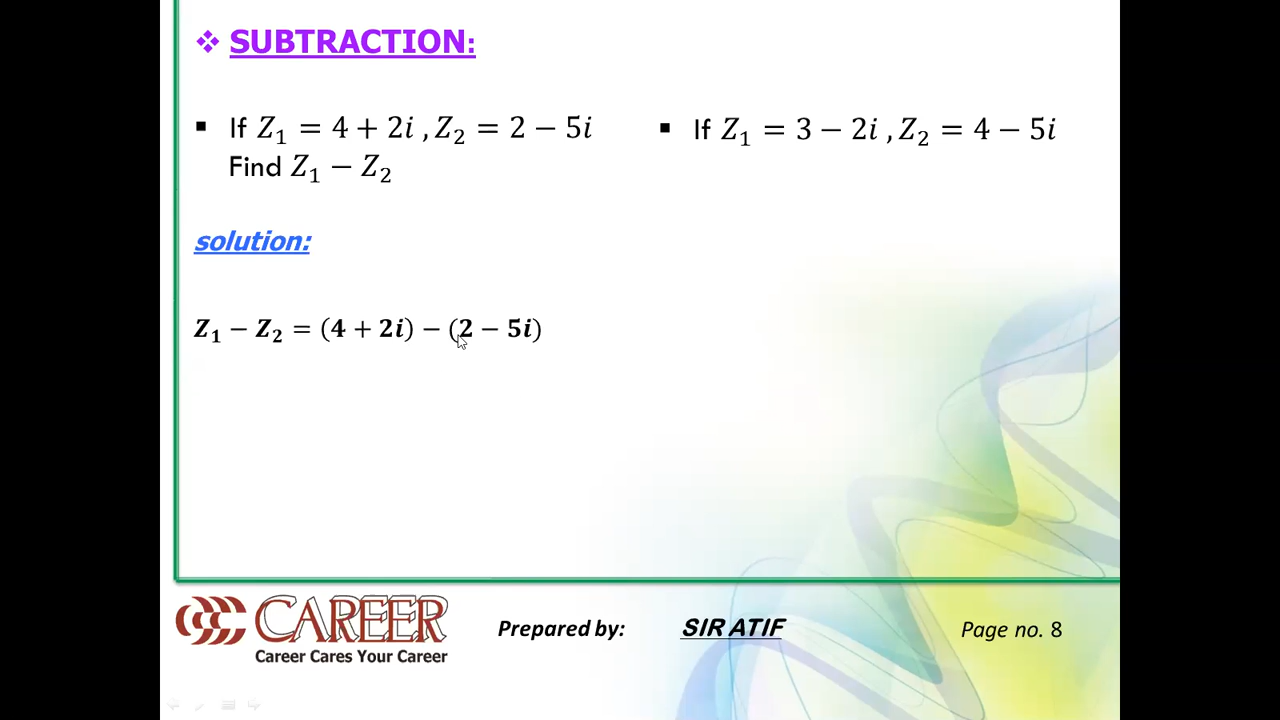 ❖ SUBTRACTION:
▪ If Z₁ = 4 + 2i , Z₂ = 2 − 5i
Find Z₁ − Z₂
▪ If Z₁ = 3 − 2i , Z₂ = 4 − 5i
solution:
Z₁ − Z₂ = (4 + 2i) − (2 − 5i)
CAREER
Career Cares Your Career
Prepared by: SIR ATIF
Page no. 8